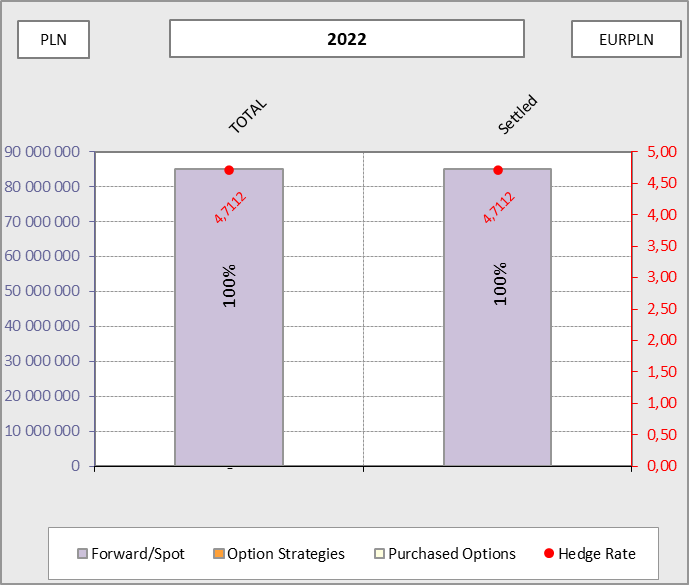 PLN
2022
EURPLN
TOTAL
Settled
90 000 000
80 000 000
70 000 000
60 000 000
50 000 000
40 000 000
30 000 000
20 000 000
10 000 000
0
4,7112
100%
4,7112
100%
5,00
4,50
4,00
3,50
3,00
2,50
2,00
1,50
1,00
0,50
0,00
Forward/Spot
Option Strategies
Purchased Options
Hedge Rate